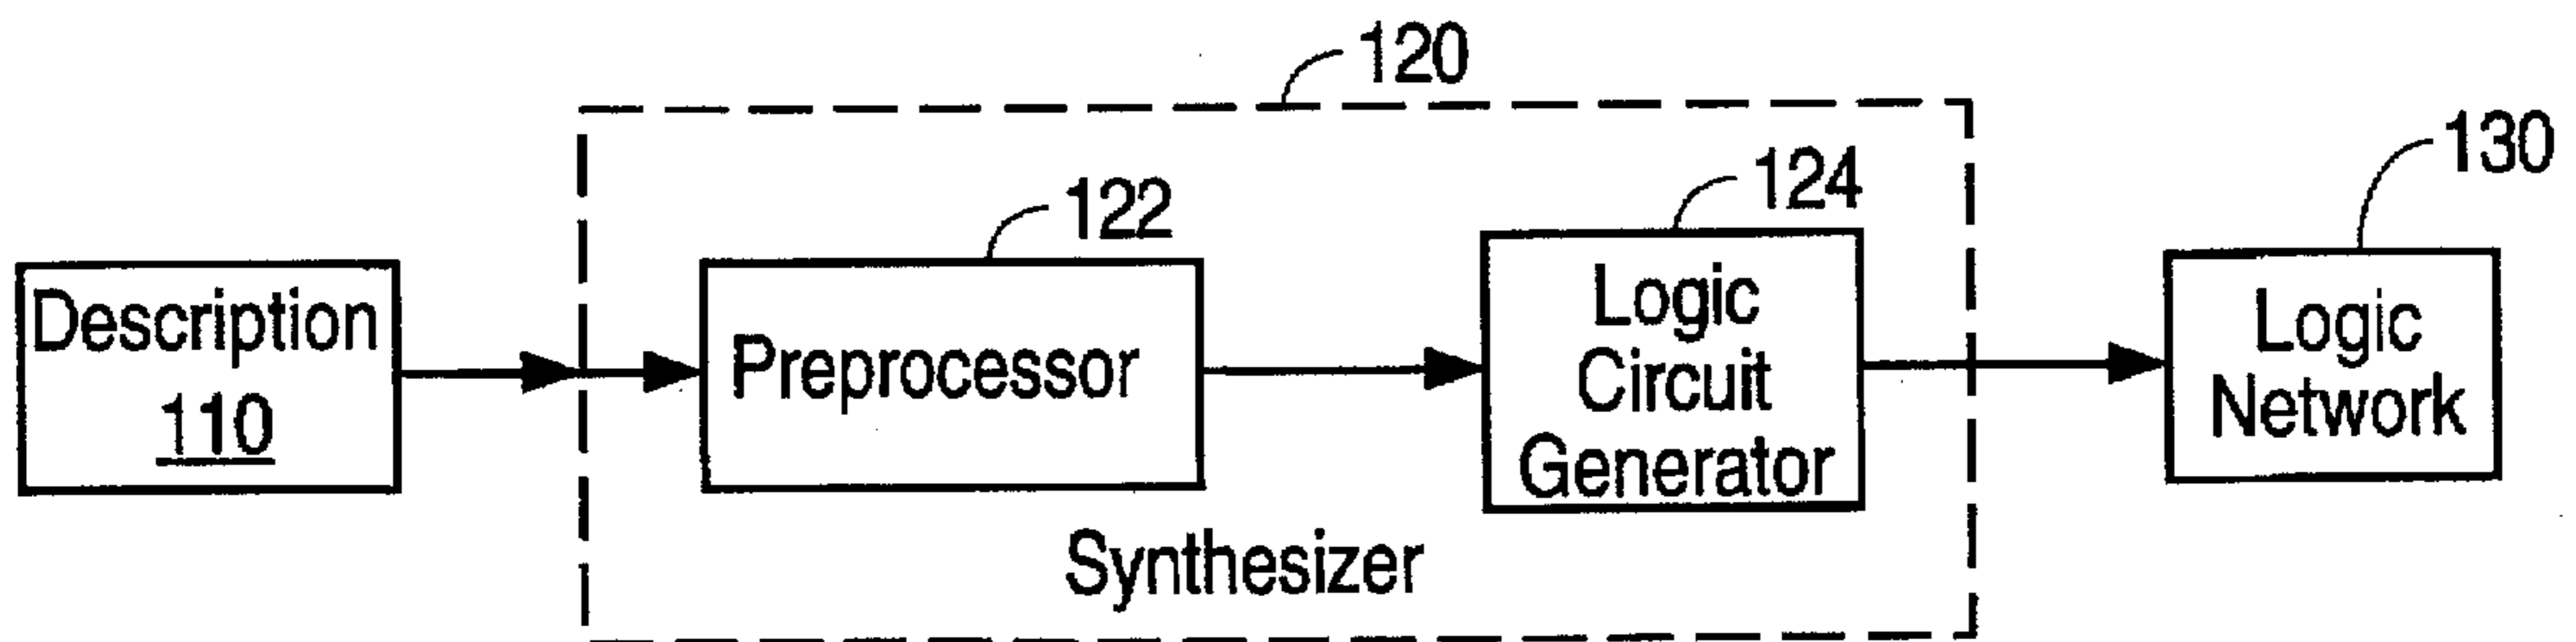 120
130
122
124
Description
110
Preprocessor
Logic
Circuit
Generator
Logic
Network
Synthesizer